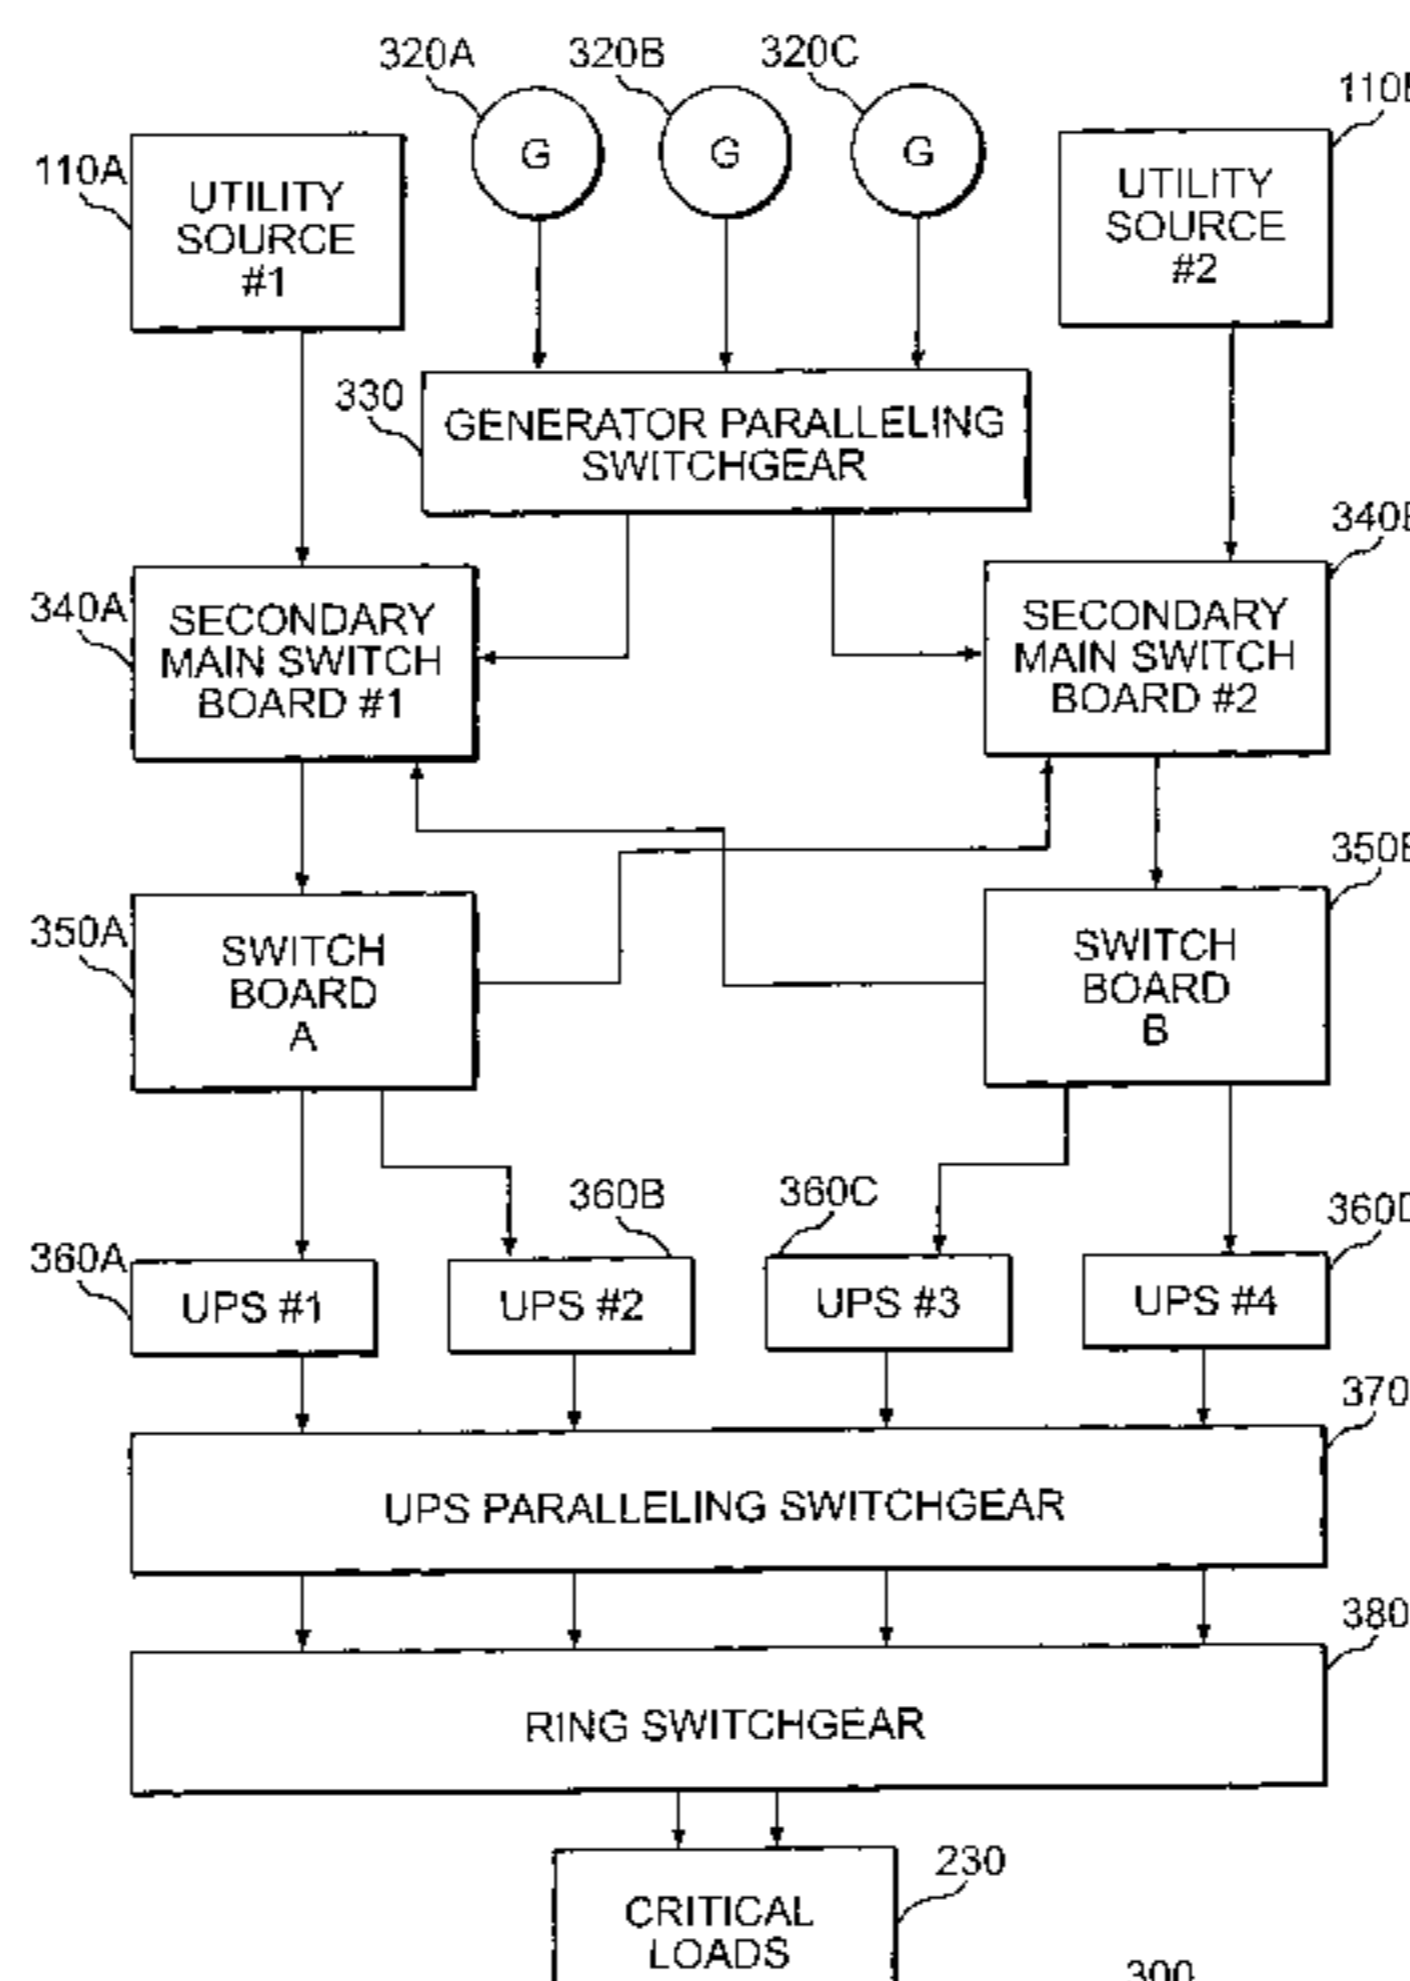 320A
320B
320C
110A
UTILITY
SOURCE
#1
G
G
G
UTILITY
SOURCE
#2
330
GENERATOR PARALLELING
SWITCHGEAR
340A
SECONDARY
MAIN SWITCH
BOARD #1
SECONDARY
MAIN SWITCH
BOARD #2
350A
SWITCH
BOARD
A
SWITCH
BOARD
B
360A
UPS #1
360B
UPS #2
360C
UPS #3
UPS #4
370
UPS PARALLELING SWITCHGEAR
380
RING SWITCHGEAR
230
CRITICAL
LOADS